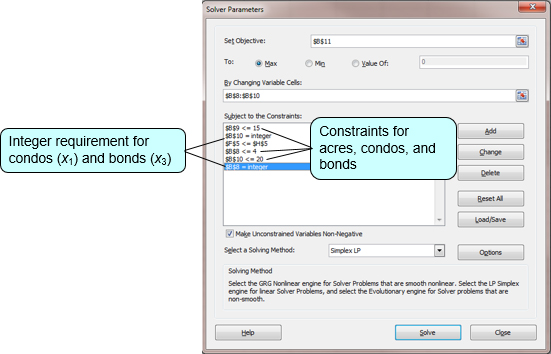 Solver Parameters
Set Objective:
$B$11
To:
Max
Min
Value Of:
0
By Changing Variable Cells:
$B$8:$B$10
Subject to the Constraints:
$B$9 <= 15
$B$10 = integer
$F$5 <= $H$5
$B$8 <= 4
$B$10 <= 20
$B$8 = integer
Integer requirement for
condos (x1) and bonds (x3)
Constraints for
acres, condos, and
bonds
Add
Change
Delete
Reset All
Load/Save
Make Unconstrained Variables Non-Negative
Select a Solving Method:
Simplex LP
Options
Solving Method
Select the GRG Nonlinear engine for Solver Problems that are smooth nonlinear. Select the LP Simplex
engine for linear Solver Problems, and select the Evolutionary engine for Solver problems that are
non-smooth.
Help
Solve
Close